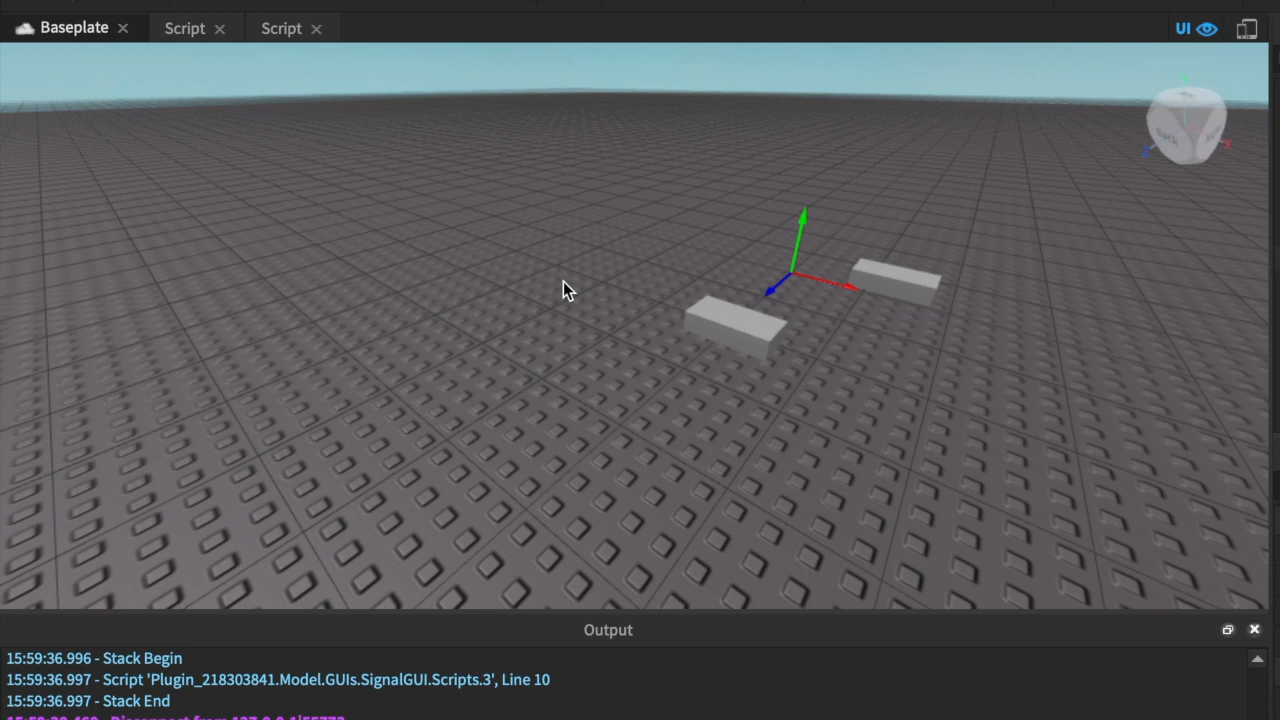 Baseplate
Script
Script
UI
Back
Z
X
Output
15:59:36.996 - Stack Begin
15:59:36.997 - Script 'Plugin_218303841.Model.GUIs.SignalGUI.Scripts.3', Line 10
15:59:36.997 - Stack End